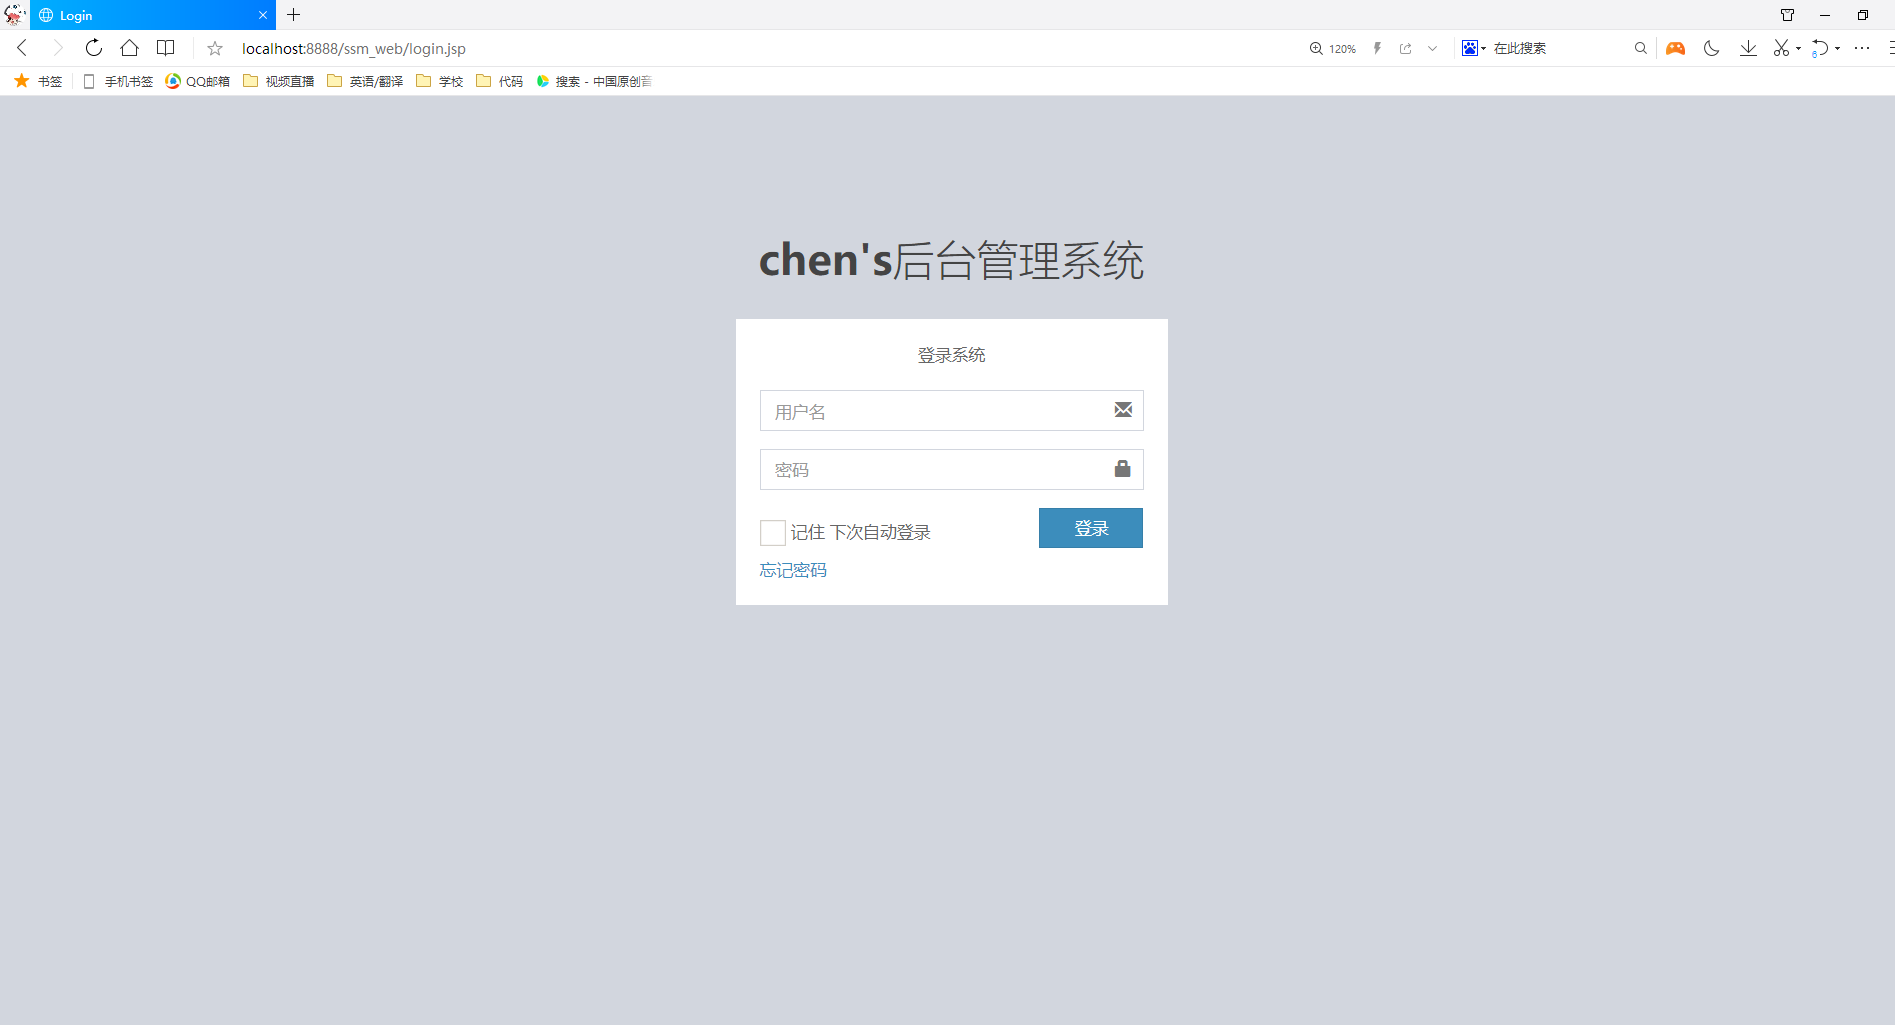 Login
localhost:8888/ssm_web/login.jsp
120%
在此搜索
6
书签
手机书签
QQ邮箱
视频直播
英语/翻译
学校
代码
搜索 - 中国原创音
chen's后台管理系统
登录系统
用户名
密码
记住 下次自动登录
登录
忘记密码